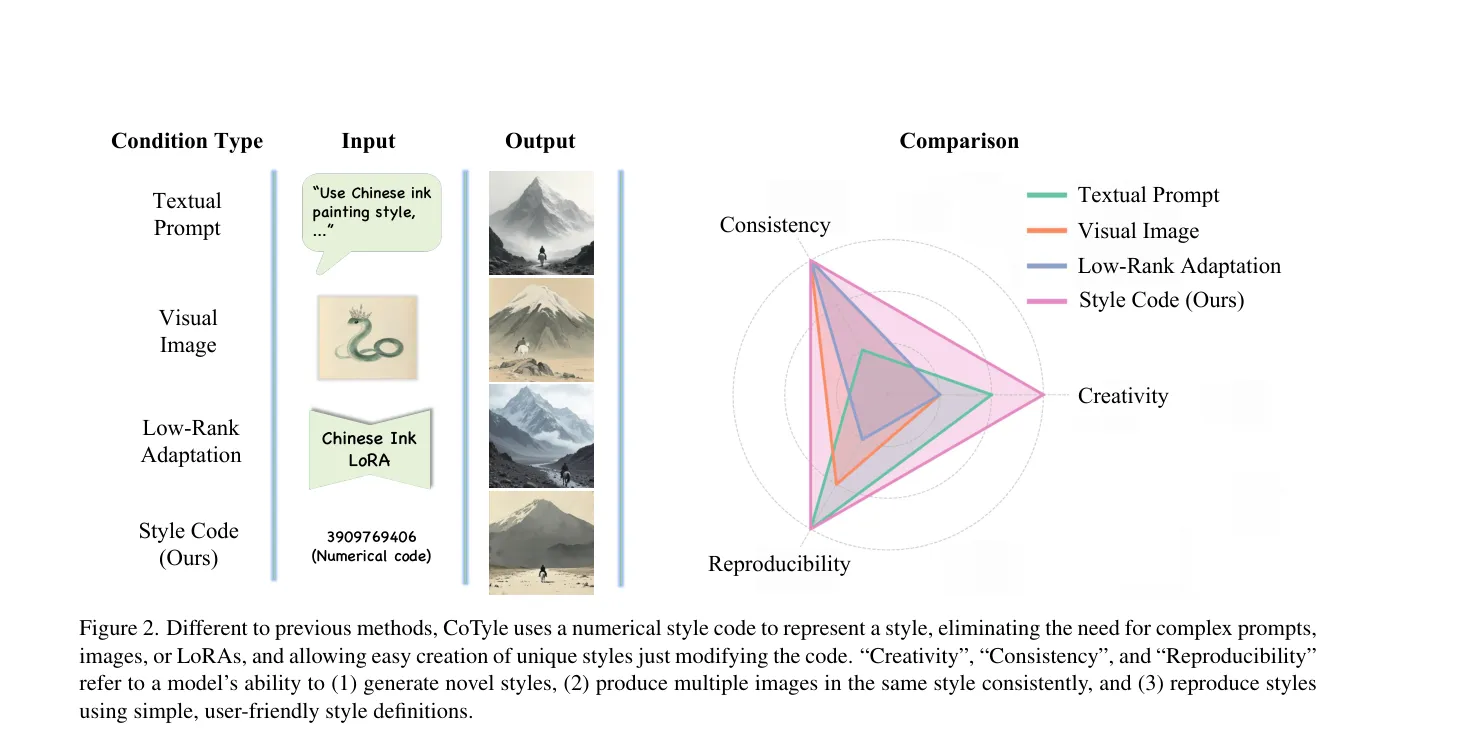 Condition Type
Input
Output
Comparison
Textual
Prompt
“Use Chinese ink
painting style,
...”
Visual
Image
Low-Rank
Adaptation
Chinese Ink
LoRA
Style Code
(Ours)
3909769406
(Numerical code)
Textual Prompt
Visual Image
Low-Rank Adaptation
Style Code (Ours)
Consistency
Creativity
Reproducibility
Figure 2. Different to previous methods, CoTyle uses a numerical style code to represent a style, eliminating the need for complex prompts,
images, or LoRAs, and allowing easy creation of unique styles just modifying the code. “Creativity”, “Consistency”, and “Reproducibility”
refer to a model’s ability to (1) generate novel styles, (2) produce multiple images in the same style consistently, and (3) reproduce styles
using simple, user-friendly style definitions.